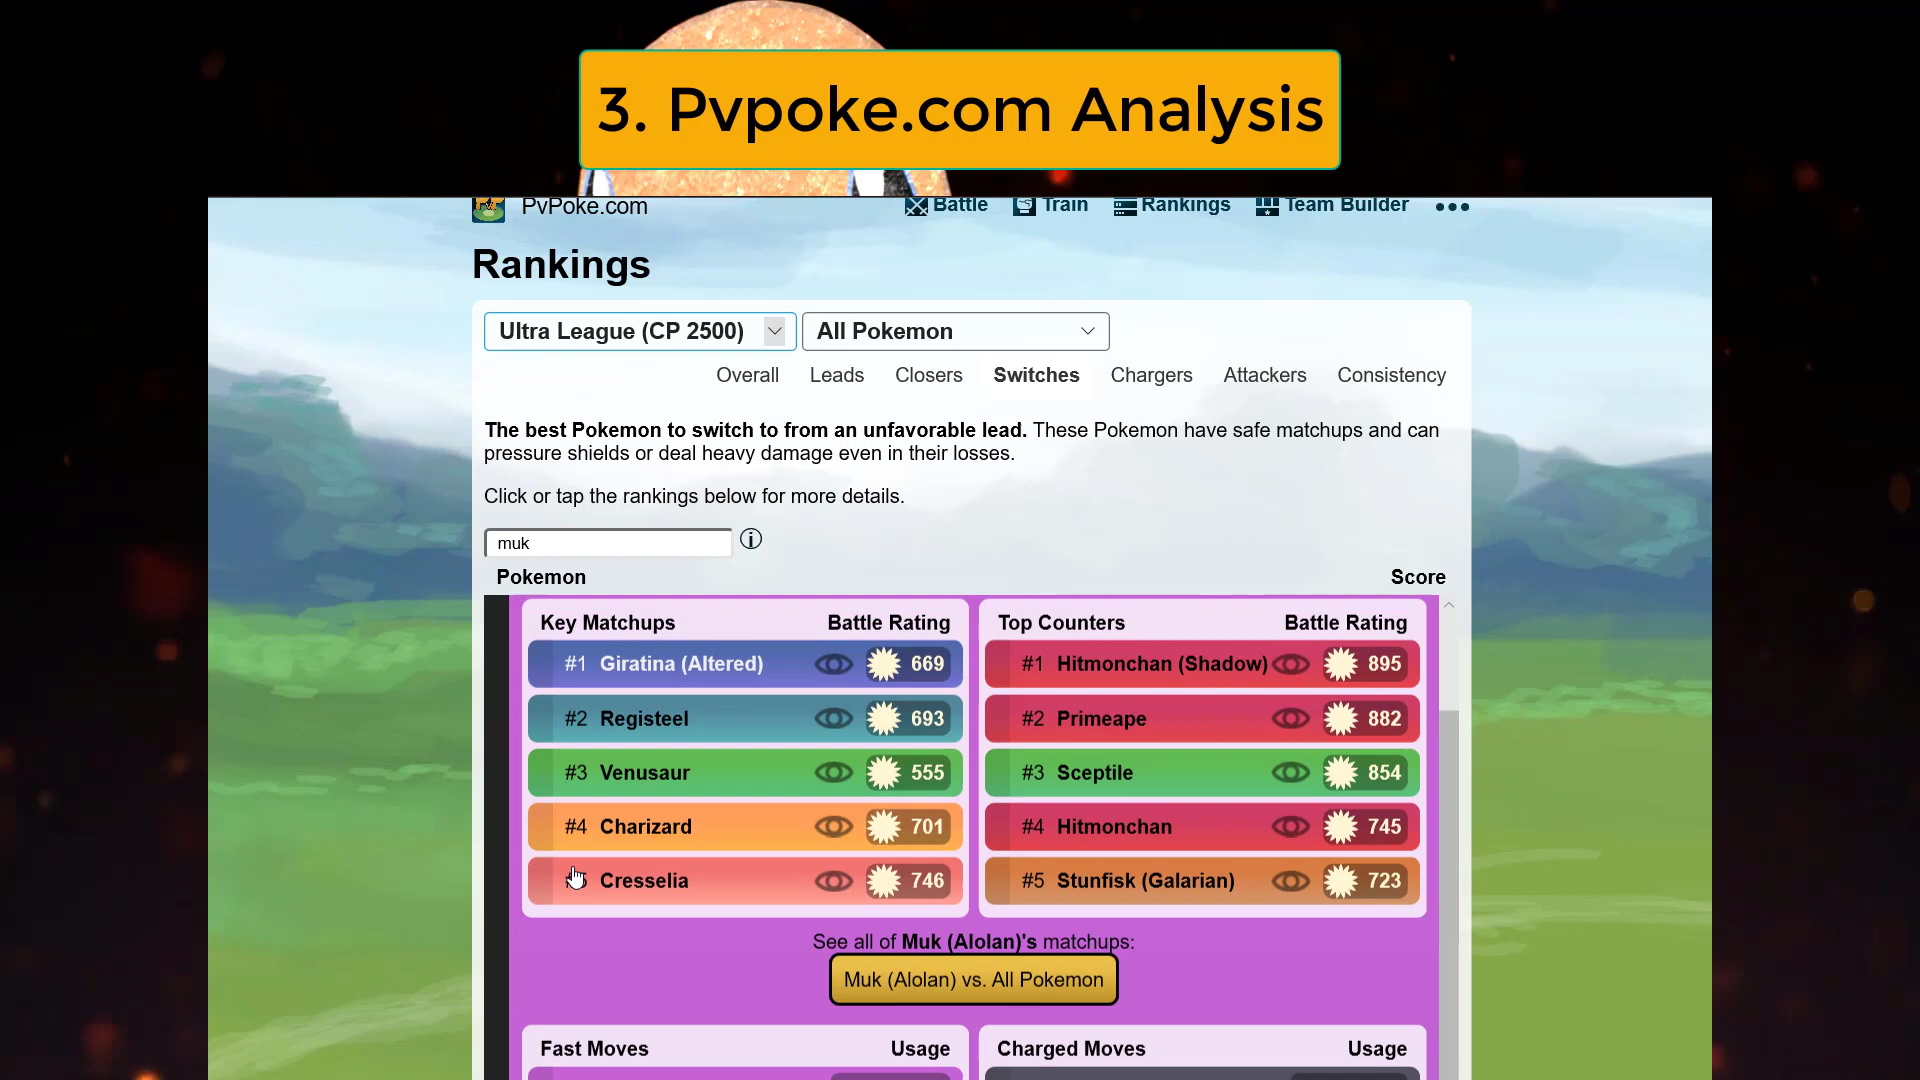 3. Pvpoke.com Analysis
PvPoke.com
Battle
Train
Rankings
Team Builder
Rankings
Ultra League (CP 2500)
All Pokemon
Overall
Leads
Closers
Switches
Chargers
Attackers
Consistency
The best Pokemon to switch to from an unfavorable lead. These Pokemon have safe matchups and can
pressure shields or deal heavy damage even in their losses.
Click or tap the rankings below for more details.
muk
Pokemon
Score
Key Matchups
Battle Rating
#1 Giratina (Altered) 669
#2 Registeel 693
#3 Venusaur 555
#4 Charizard 701
Cresselia 746
Top Counters
Battle Rating
#1 Hitmonchan (Shadow) 895
#2 Primeape 882
#3 Sceptile 854
#4 Hitmonchan 745
#5 Stunfisk (Galarian) 723
See all of Muk (Alolan)'s matchups:
Muk (Alolan) vs. All Pokemon
Fast Moves
Usage
Charged Moves
Usage